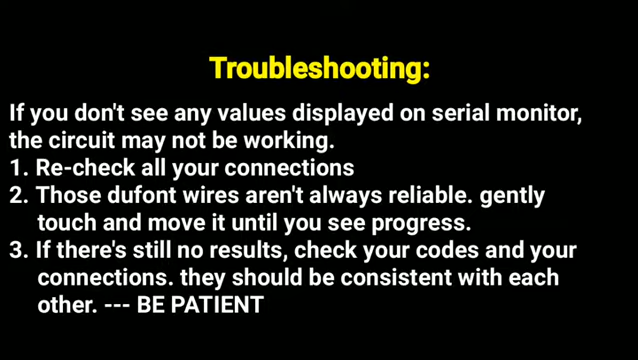 Troubleshooting:
If you don't see any values displayed on serial monitor,
the circuit may not be working.
1. Re-check all your connections
2. Those dufont wires aren't always reliable. gently
touch and move it until you see progress.
3. If there's still no results, check your codes and your
connections. they should be consistent with each
other. --- BE PATIENT